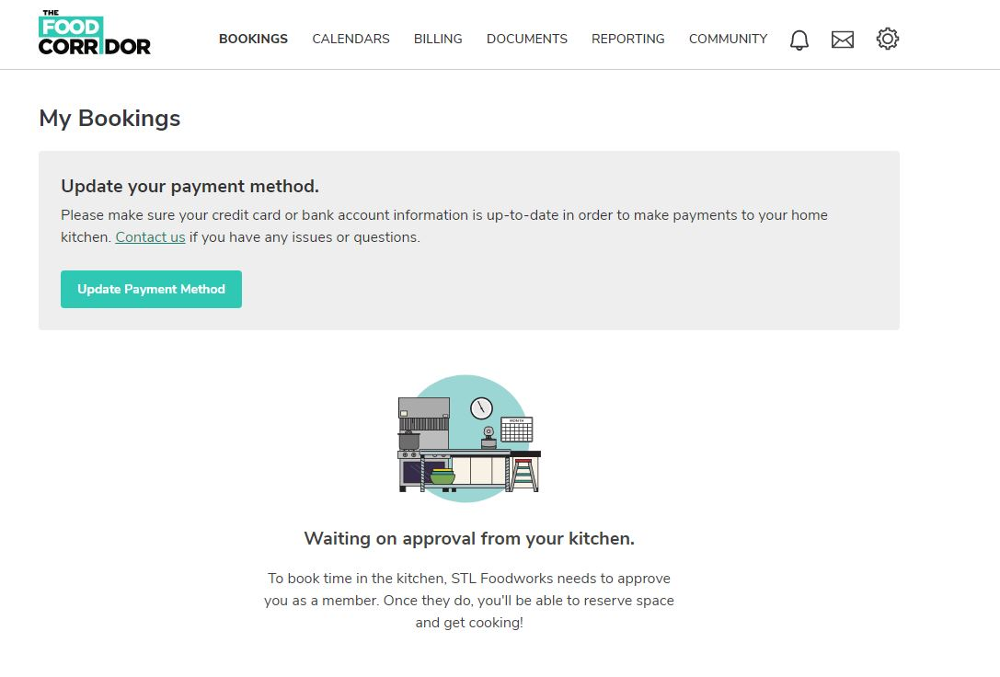 THE
FOOD
CORRIDOR
BOOKINGS CALENDARS BILLING DOCUMENTS REPORTING COMMUNITY
My Bookings
Update your payment method.
Please make sure your credit card or bank account information is up-to-date in order to make payments to your home
kitchen. Contact us if you have any issues or questions.
Update Payment Method
MONTH
Waiting on approval from your kitchen.
To book time in the kitchen, STL Foodworks needs to approve
you as a member. Once they do, you'll be able to reserve space
and get cooking!